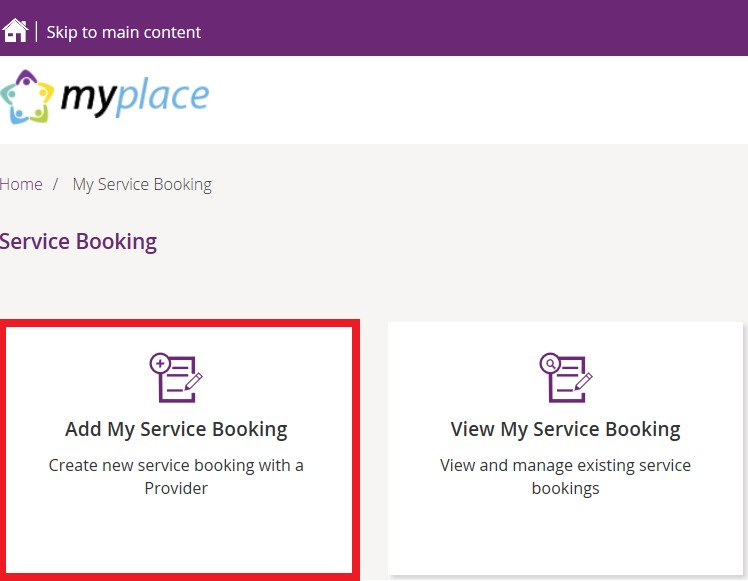 Skip to main content
myplace
Home / My Service Booking
Service Booking
Add My Service Booking
Create new service booking with a
Provider
View My Service Booking
View and manage existing service
bookings